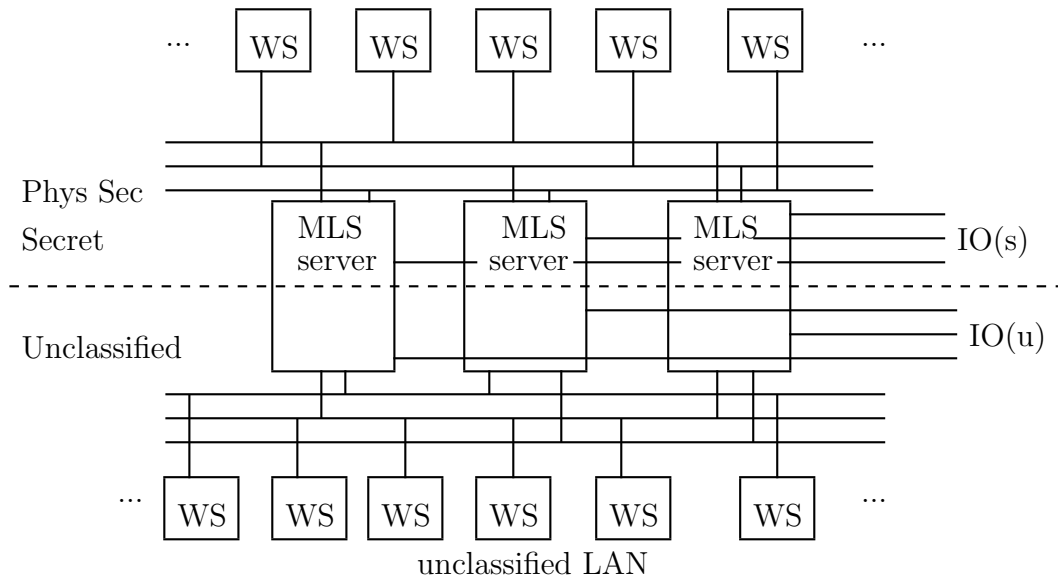 ... WS WS WS WS WS ...
Phys Sec
Secret
MLS server
MLS server
MLS server
IO(s)
Unclassified
IO(u)
... WS WS WS WS WS WS ...
unclassified LAN